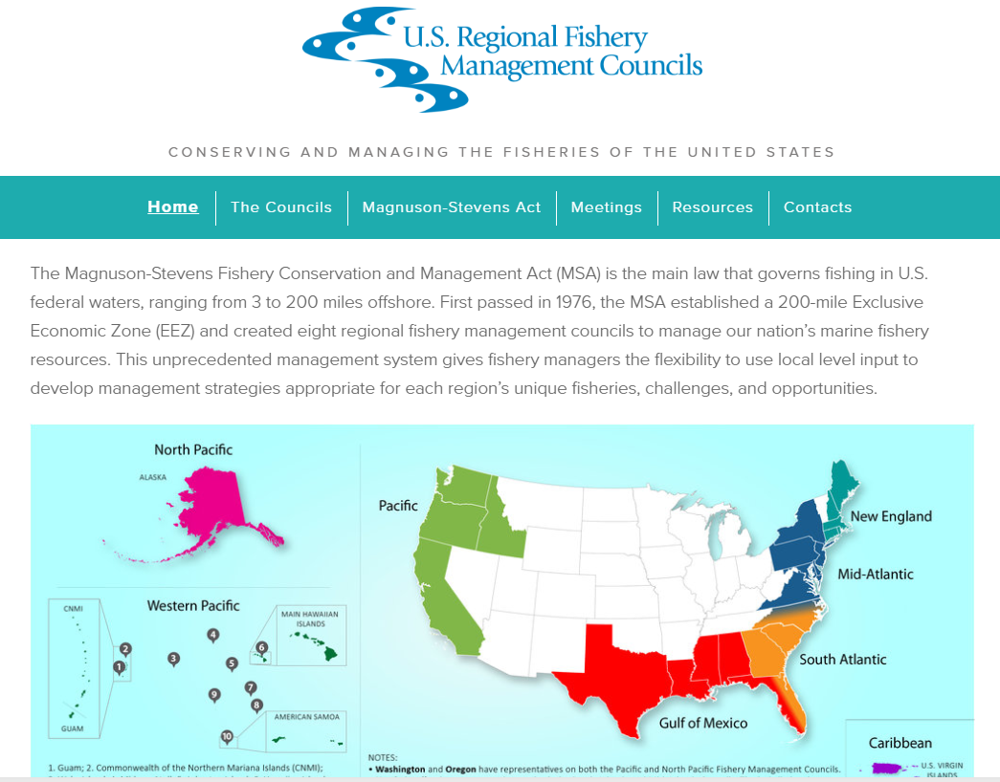 U.S. Regional Fishery
Management Councils
CONSERVING AND MANAGING THE FISHERIES OF THE UNITED STATES
Home
The Councils
Magnuson-Stevens Act
Meetings
Resources
Contacts
The Magnuson-Stevens Fishery Conservation and Management Act (MSA) is the main law that governs fishing in U.S.
federal waters, ranging from 3 to 200 miles offshore. First passed in 1976, the MSA established a 200-mile Exclusive
Economic Zone (EEZ) and created eight regional fishery management councils to manage our nation’s marine fishery
resources. This unprecedented management system gives fishery managers the flexibility to use local level input to
develop management strategies appropriate for each region’s unique fisheries, challenges, and opportunities.
North Pacific
ALASKA
Western Pacific
CNMI
GUAM
1
2
3
4
5
6
7
8
9
10
MAIN HAWAIIAN
ISLANDS
AMERICAN SAMOA
1. Guam; 2. Commonwealth of the Northern Mariana Islands (CNMI);
Pacific
New England
Mid-Atlantic
South Atlantic
Gulf of Mexico
Caribbean
U.S. VIRGIN
ISLANDS
NOTES:
• Washington and Oregon have representatives on both the Pacific and North Pacific Fishery Management Councils.